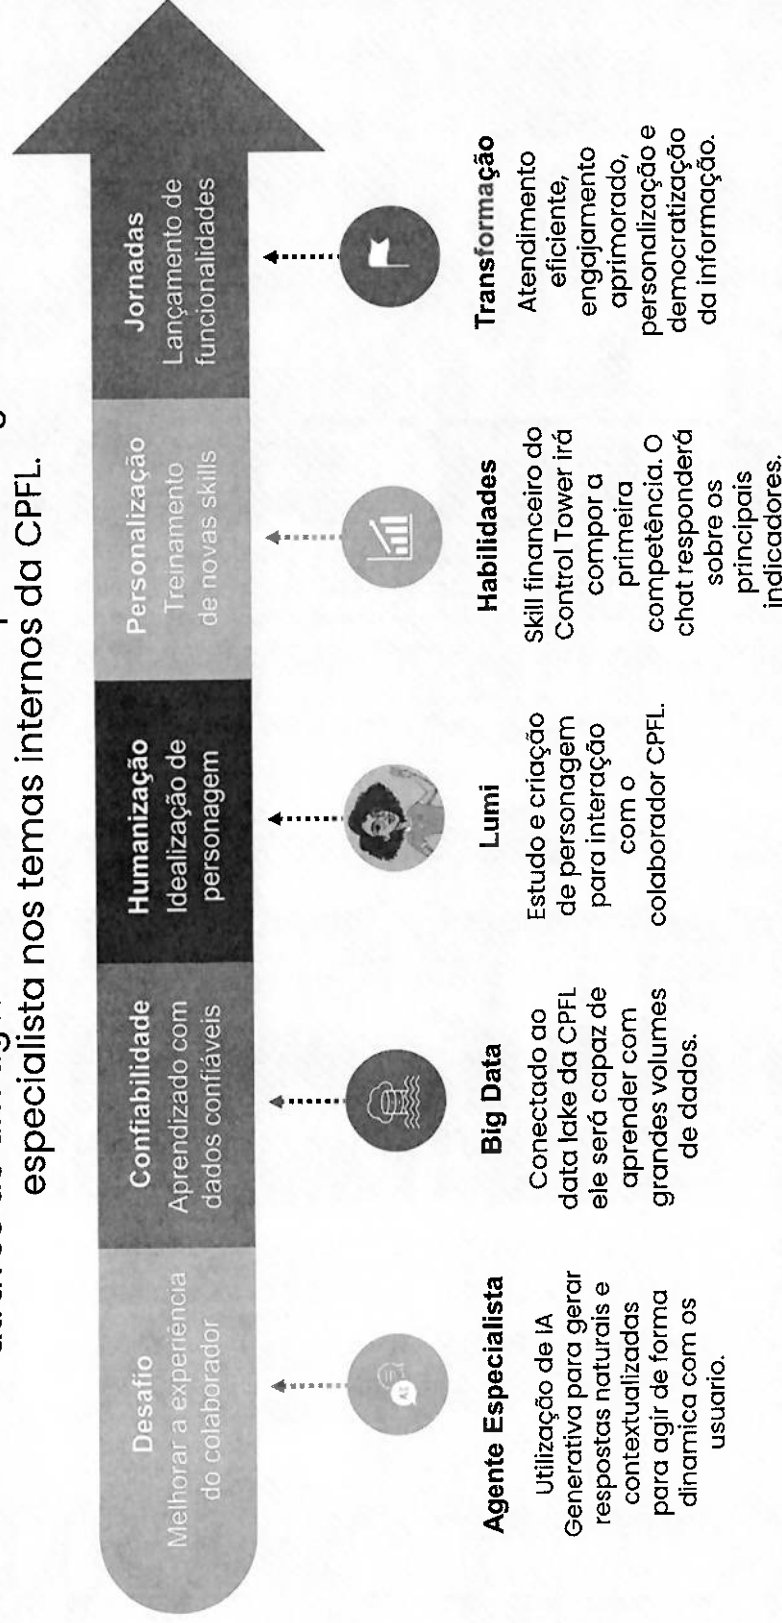 especialista nos temas internos da CPFL.
Desafio
Melhorar a experiência
do colaborador
Confiabilidade
Aprendizado com
dados confiáveis
Humanização
Idealização de
personagem
Personalização
Treinamento
de novas skills
Jornadas
Lançamento de
funcionalidades
AI
Agente Especialista
Utilização de IA
Generativa para gerar
respostas naturais e
contextualizadas
para agir de forma
dinamica com os
usuario.
Big Data
Conectado ao
data lake da CPFL
ele será capaz de
aprender com
grandes volumes
de dados.
Lumi
Estudo e criação
de personagem
para interação
com o
colaborador CPFL.
Habilidades
Skill financeiro do
Control Tower irá
compor a
primeira
competência. O
chat responderá
sobre os
principais
indicadores.
Transformação
Atendimento
eficiente,
engajamento
aprimorado,
personalização e
democratização
da informação.